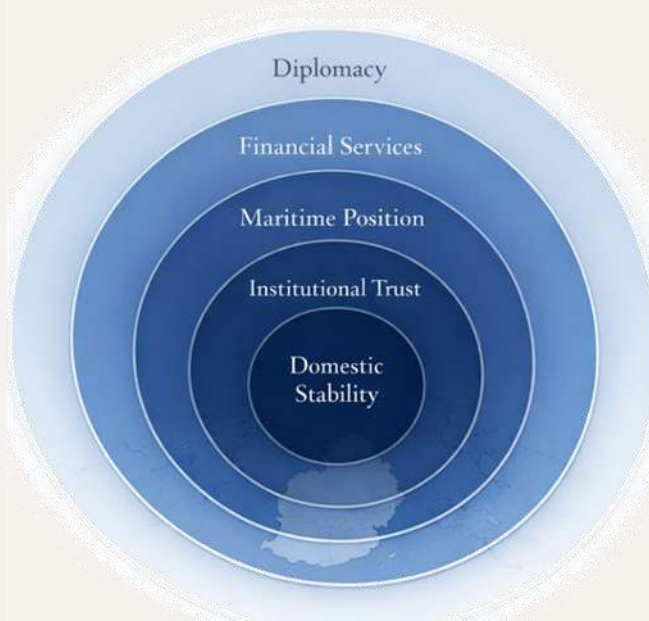 Diplomacy
Financial Services
Maritime Position
Institutional Trust
Domestic
Stability